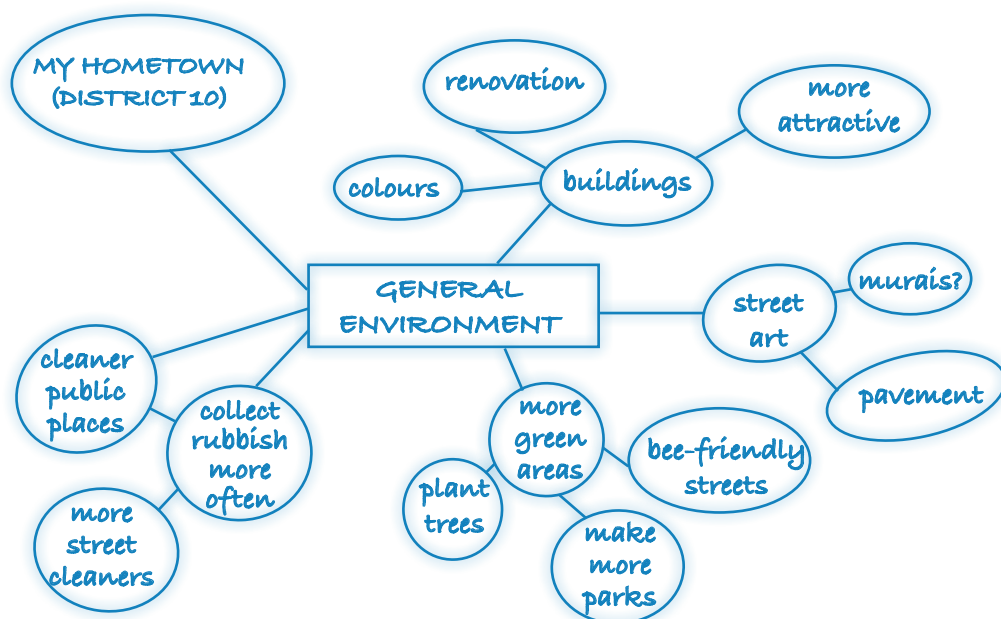 MY HOMETOWN
(DISTRICT 10)
renovation
more
attractive
colours
buildings
GENERAL
ENVIRONMENT
street
art
murais?
pavement
cleaner
public
places
collect
rubbish
more
often
more
street
cleaners
more
green
areas
plant
trees
bee-friendly
streets
make
more
parks